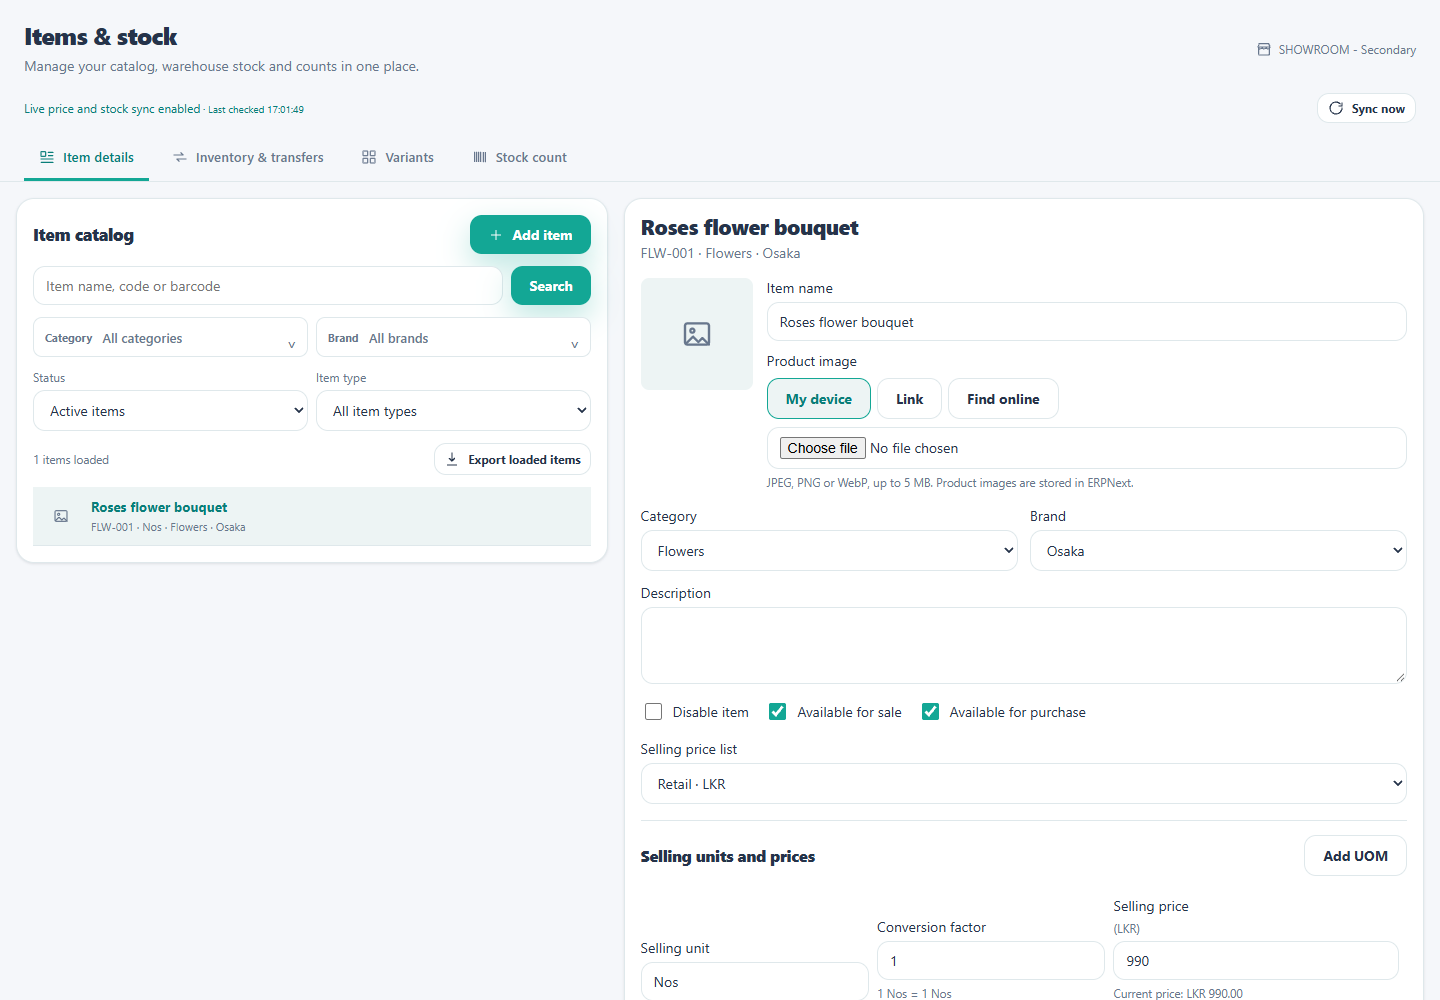 Items & stock
Manage your catalog, warehouse stock and counts in one place.
SHOWROOM - Secondary
Live price and stock sync enabled · Last checked 17:01:49
Sync now
Item details
Inventory & transfers
Variants
Stock count
Item catalog
Add item
Item name, code or barcode
Search
Category All categories
Brand All brands
Status
Item type
Active items
All item types
1 items loaded
Export loaded items
Roses flower bouquet
FLW-001 · Nos · Flowers · Osaka
Roses flower bouquet
FLW-001 · Flowers · Osaka
Item name
Roses flower bouquet
Product image
My device
Link
Find online
Choose file No file chosen
JPEG, PNG or WebP, up to 5 MB. Product images are stored in ERPNext.
Category
Brand
Flowers
Osaka
Description
Disable item
Available for sale
Available for purchase
Selling price list
Retail · LKR
Selling units and prices
Add UOM
Selling unit
Nos
Conversion factor
1
1 Nos = 1 Nos
Selling price
(LKR)
990
Current price: LKR 990.00